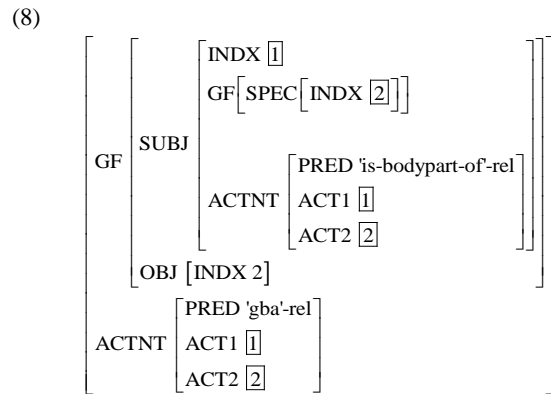 (8)
INDX 1
GF[SPEC[INDX 2]]
SUBJ
GF
PRED 'is-bodypart-of'-rel
ACTNT ACT1 1
ACT2 2
OBJ [INDX 2]
PRED 'gba'-rel
ACTNT ACT1 1
ACT2 2